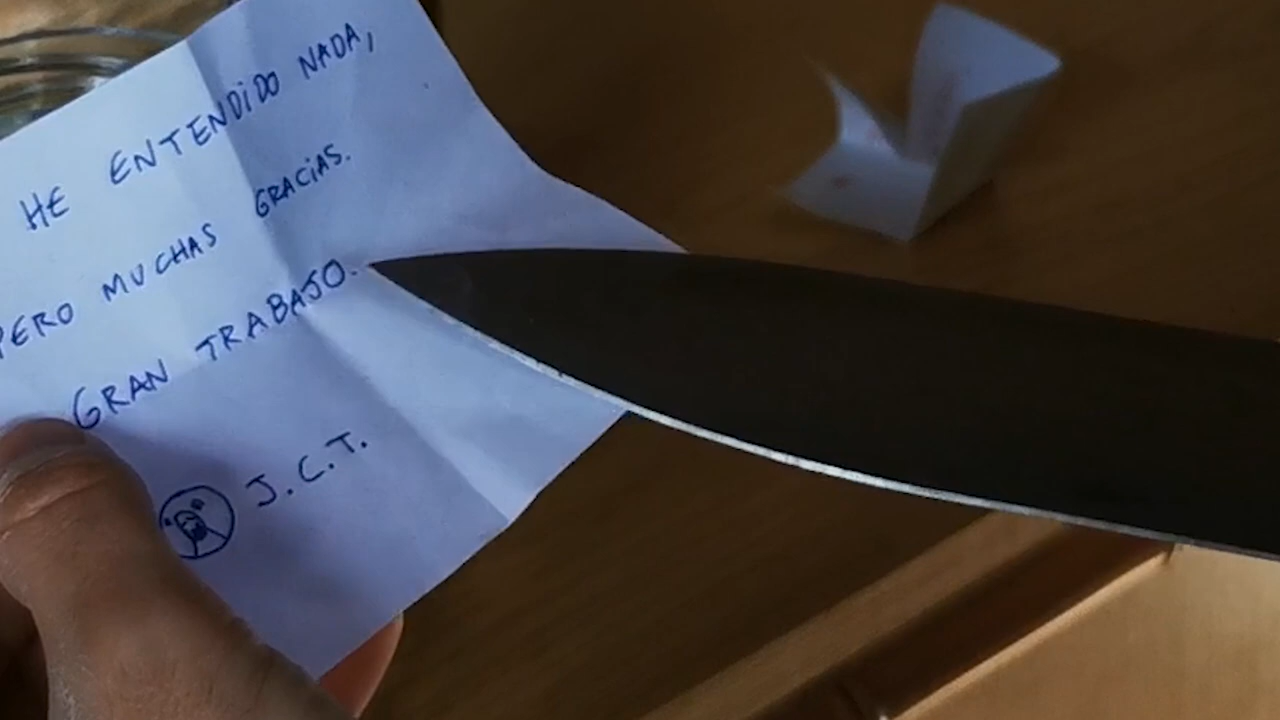 HE ENTENDIDO NADA,
PERO MUCHAS GRACIAS.
GRAN TRABAJO.
J.C.T.